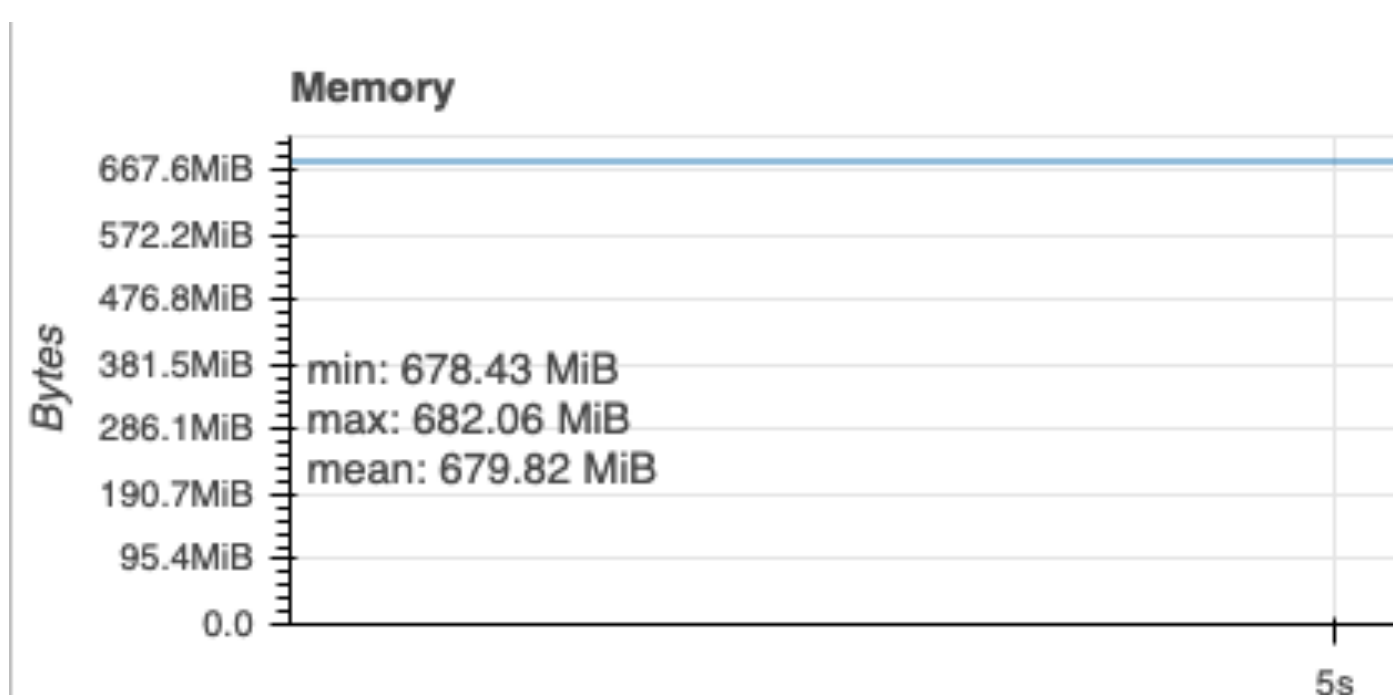 Memory
667.6MiB
572.2MiB
476.8MiB
381.5MiB
286.1MiB
190.7MiB
95.4MiB
0.0
Bytes
min: 678.43 MiB
max: 682.06 MiB
mean: 679.82 MiB
5s